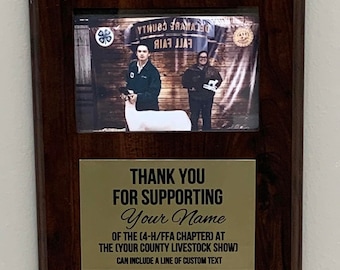 DELAWARE COUNTY
FALL FAIR
THANK YOU
FOR SUPPORTING
Your Name
OF THE (4-H/FFA CHAPTER) AT
THE (YOUR COUNTY LIVESTOCK SHOW)
CAN INCLUDE A LINE OF CUSTOM TEXT